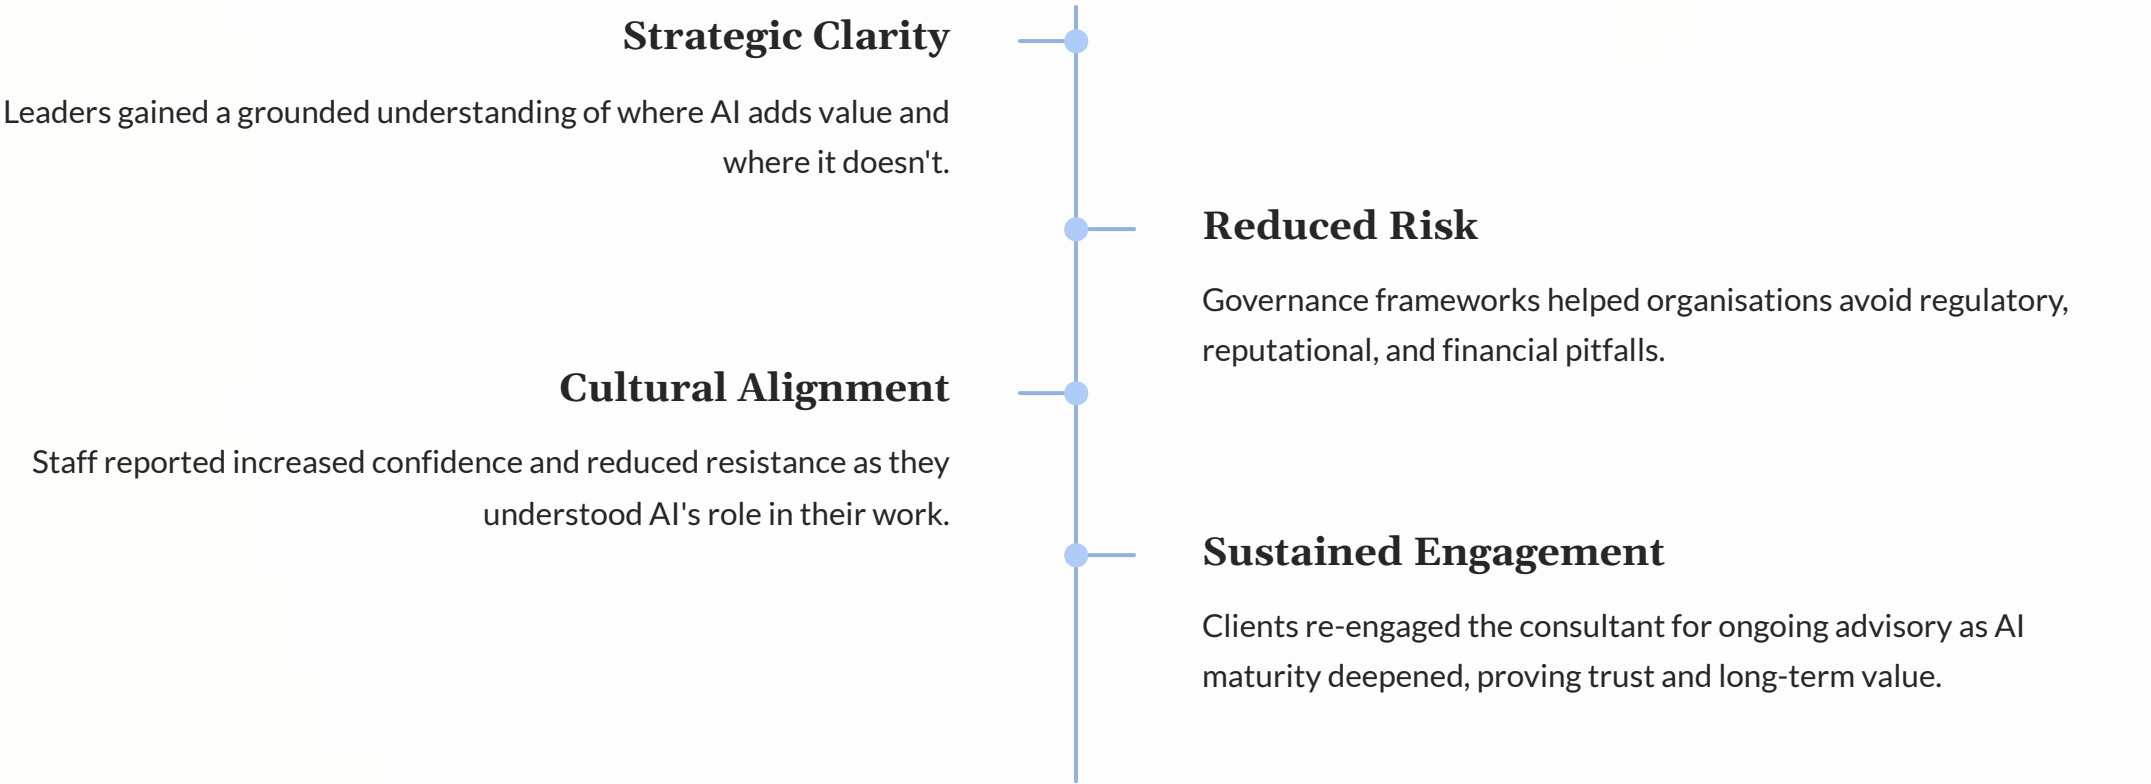 Strategic Clarity
Leaders gained a grounded understanding of where AI adds value and
where it doesn't.
Reduced Risk
Governance frameworks helped organisations avoid regulatory,
reputational, and financial pitfalls.
Cultural Alignment
Staff reported increased confidence and reduced resistance as they
understood AI's role in their work.
Sustained Engagement
Clients re-engaged the consultant for ongoing advisory as AI
maturity deepened, proving trust and long-term value.